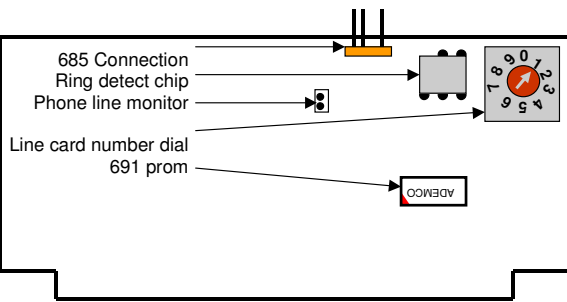 685 Connection
Ring detect chip
Phone line monitor
Line card number dial
691 prom
0 1 2 3 4 5 6 7 8 9
ADEMCO